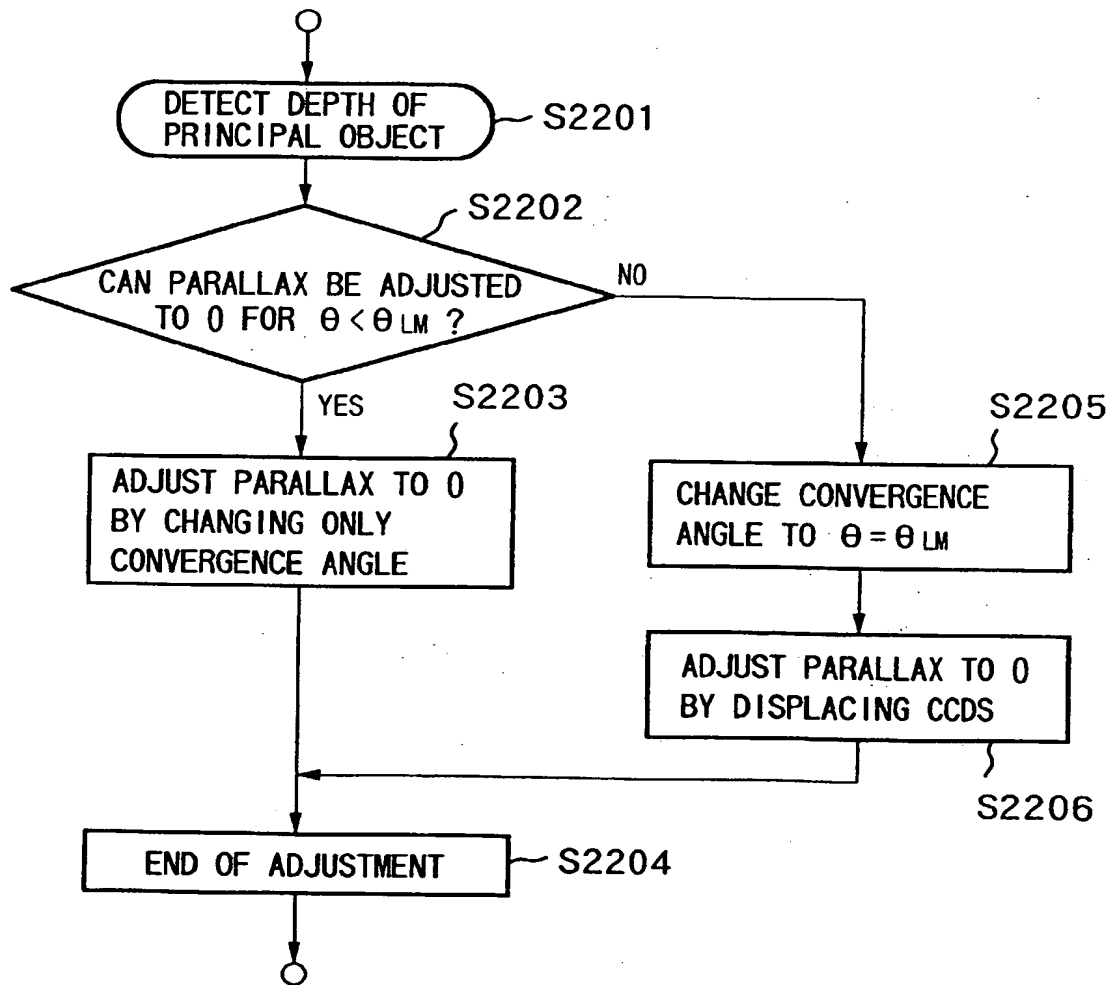 DETECT DEPTH OF
PRINCIPAL OBJECT
S2201
S2202
CAN PARALLAX BE ADJUSTED
TO 0 FOR θ < θLM ?
NO
YES
S2203
ADJUST PARALLAX TO 0
BY CHANGING ONLY
CONVERGENCE ANGLE
S2205
CHANGE CONVERGENCE
ANGLE TO θ = θLM
ADJUST PARALLAX TO 0
BY DISPLACING CCDS
S2206
END OF ADJUSTMENT
S2204